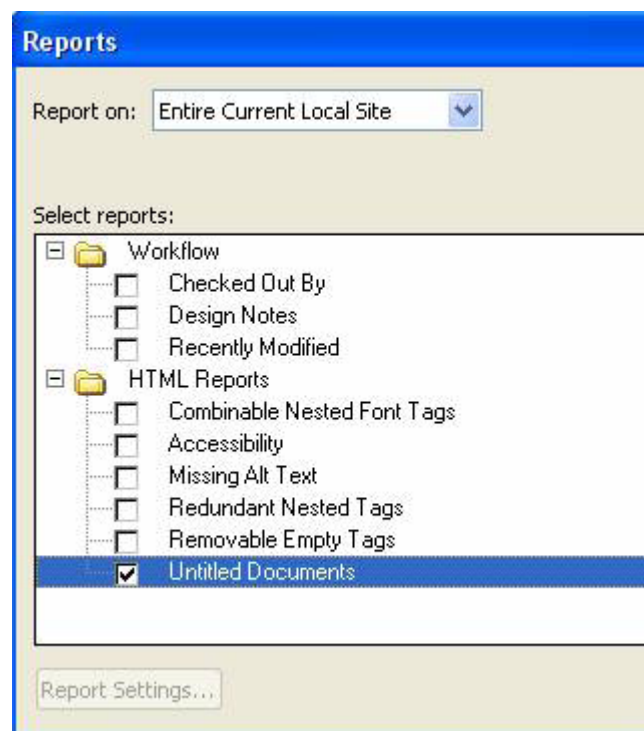 Reports
Report on: Entire Current Local Site
Select reports:
Workflow
Checked Out By
Design Notes
Recently Modified
HTML Reports
Combinable Nested Font Tags
Accessibility
Missing Alt Text
Redundant Nested Tags
Removable Empty Tags
Untitled Documents
Report Settings...